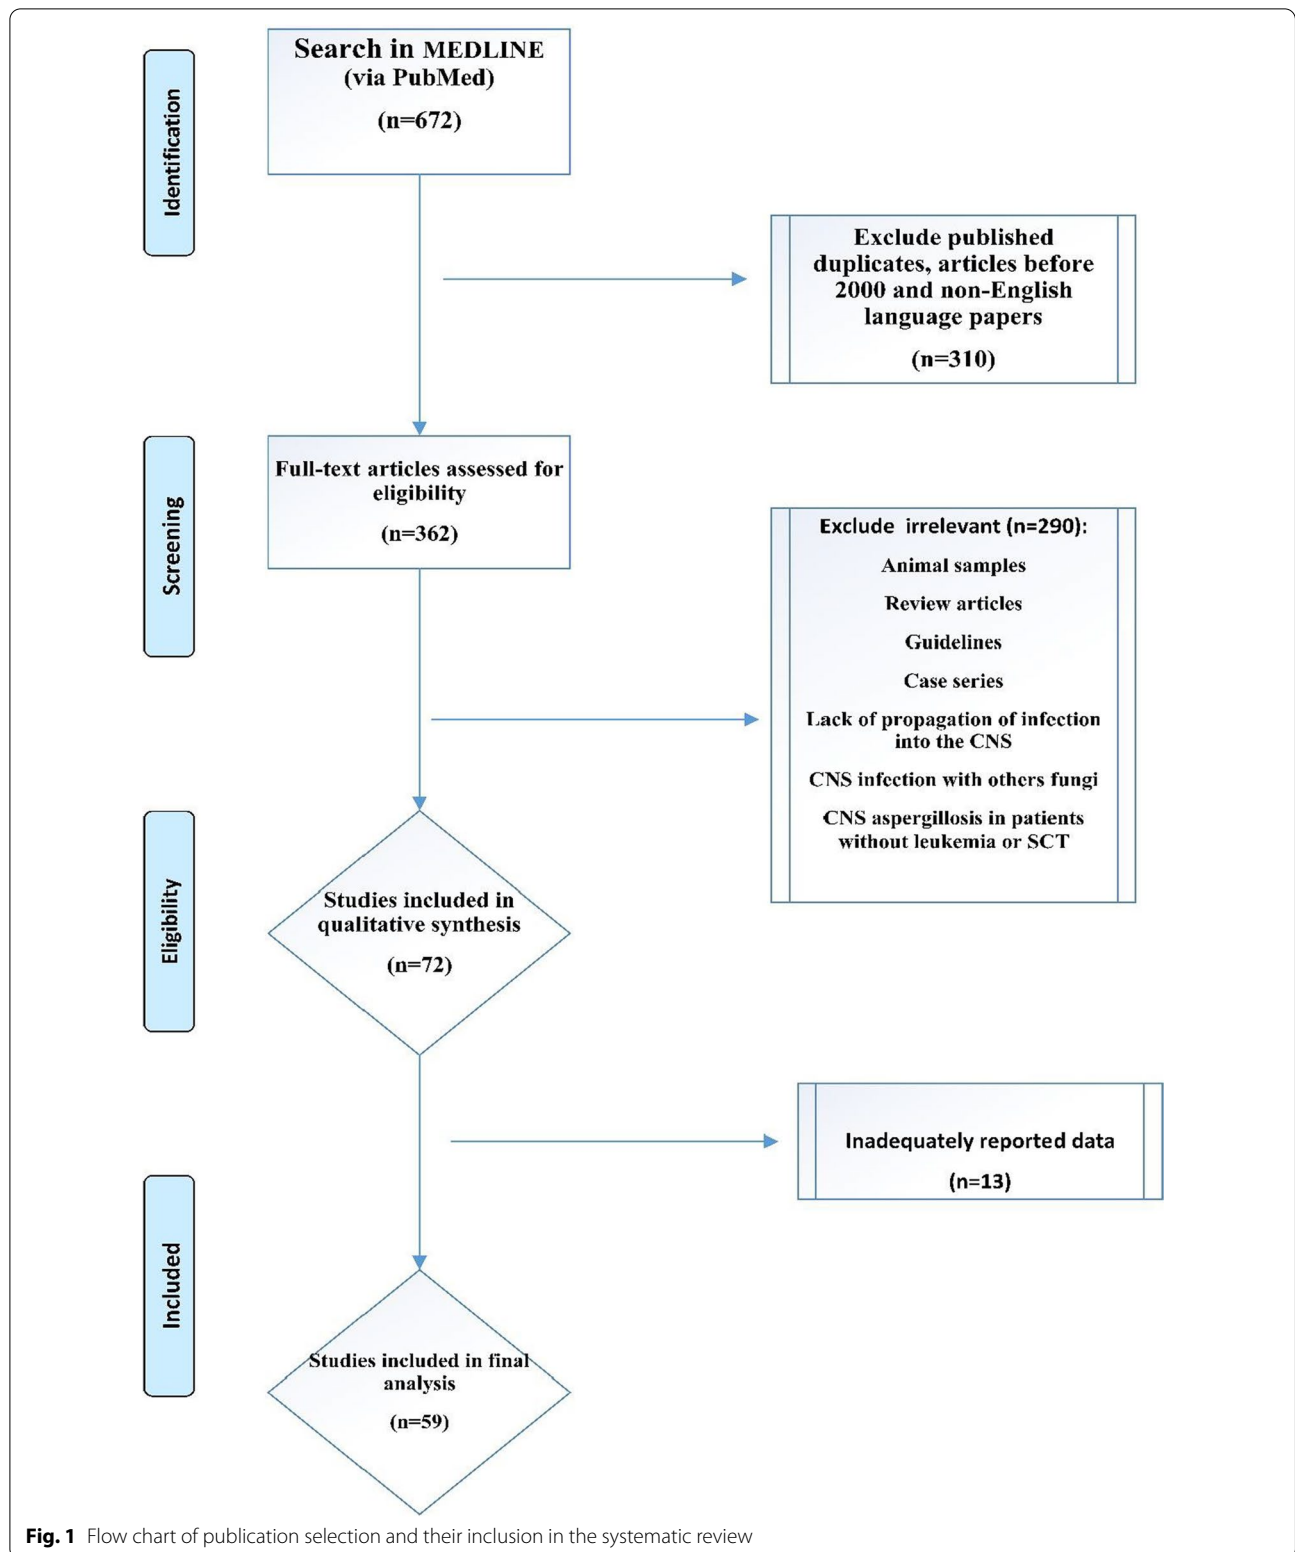 Identification
Search in MEDLINE
(via PubMed)
(n=672)
Exclude published
duplicates, articles before
2000 and non-English
language papers
(n=310)
Screening
Full-text articles assessed for
eligibility
(n=362)
Exclude irrelevant (n=290):
Animal samples
Review articles
Guidelines
Case series
Lack of propagation of infection
into the CNS
CNS infection with others fungi
CNS aspergillosis in patients
without leukemia or SCT
Eligibility
Studies included in
qualitative synthesis
(n=72)
Inadequately reported data
(n=13)
Included
Studies included in final
analysis
(n=59)
Fig. 1 Flow chart of publication selection and their inclusion in the systematic review